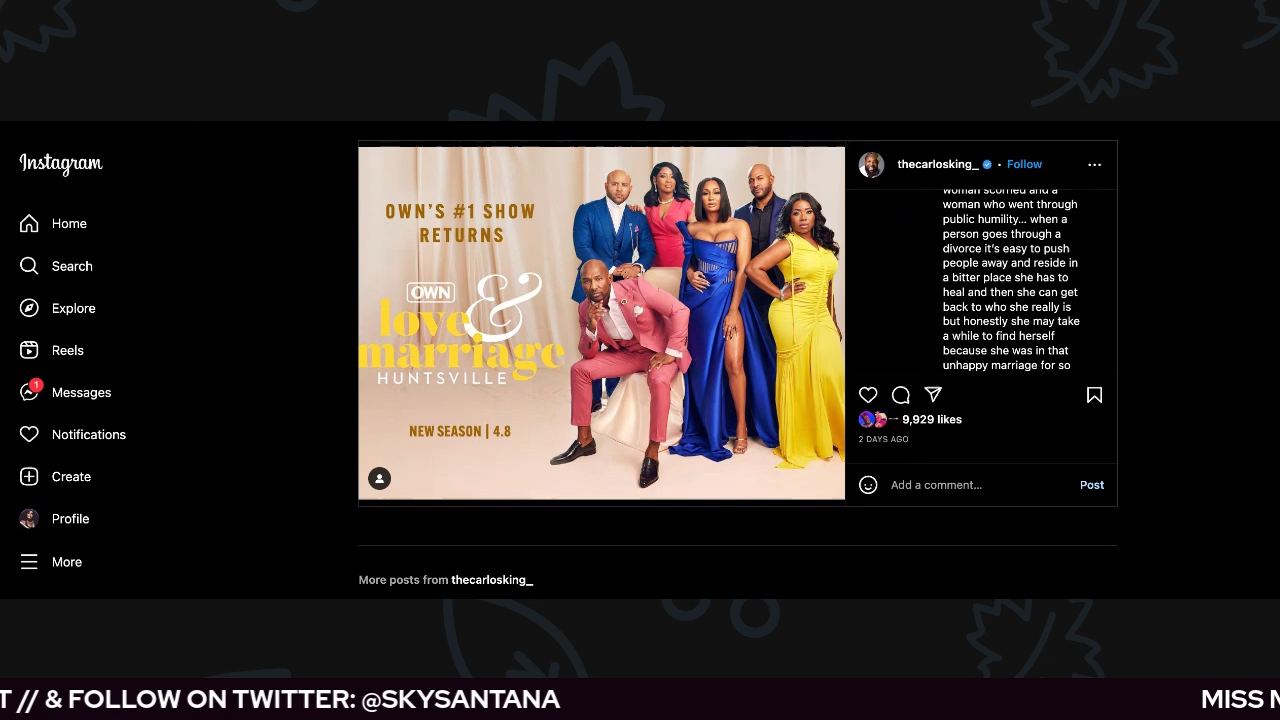 Instagram
Home
Search
Explore
Reels
1
Messages
Notifications
Create
Profile
More
OWN'S #1 SHOW
RETURNS
OWN
love &
marriage
HUNTSVILLE
NEW SEASON | 4.8
thecarlosking_ • Follow
woman scorned and a
woman who went through
public humility... when a
person goes through a
divorce it's easy to push
people away and reside in
a bitter place she has to
heal and then she can get
back to who she really is
but honestly she may take
a while to find herself
because she was in that
unhappy marriage for so
9,929 likes
2 DAYS AGO
Add a comment...
Post
More posts from thecarlosking_
T // & FOLLOW ON TWITTER: @SKYSANTANA
MISS M